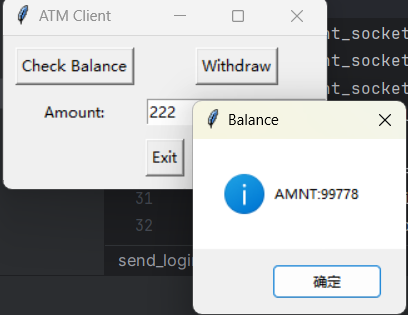 ATM Client
nt_socket
Check Balance
Withdraw
nt_socket
nt_socket
Amount:
222
Balance
Exit
AMNT:99778
31
32
send_logi
确定